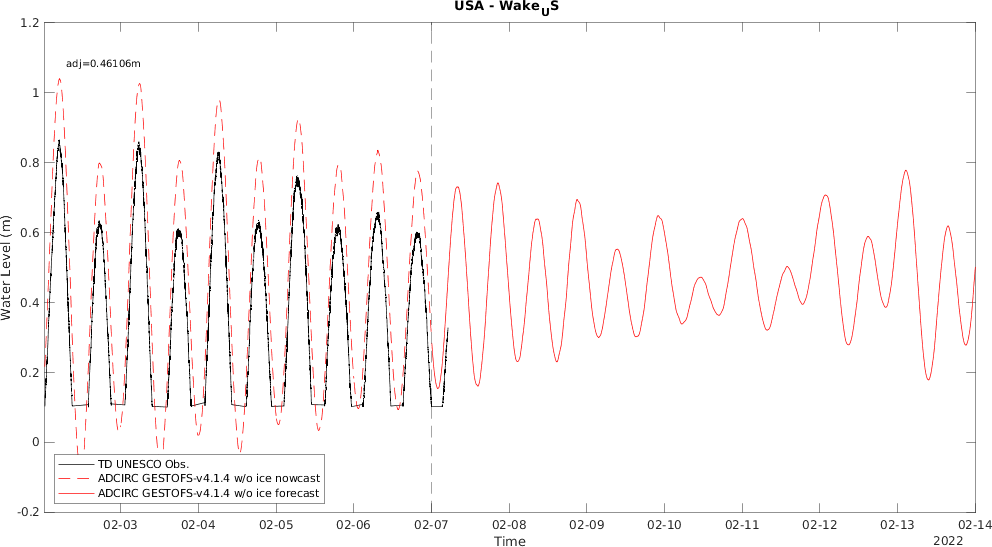 USA - Wake_US
adj=0.46106m
1.2
1
0.8
0.6
0.4
0.2
0
-0.2
Water Level (m)
TD UNESCO Obs.
ADCIRC GESTOFS-v4.1.4 w/o ice nowcast
ADCIRC GESTOFS-v4.1.4 w/o ice forecast
02-03 02-04 02-05 02-06 02-07 02-08 02-09 02-10 02-11 02-12 02-13 02-14
Time
2022